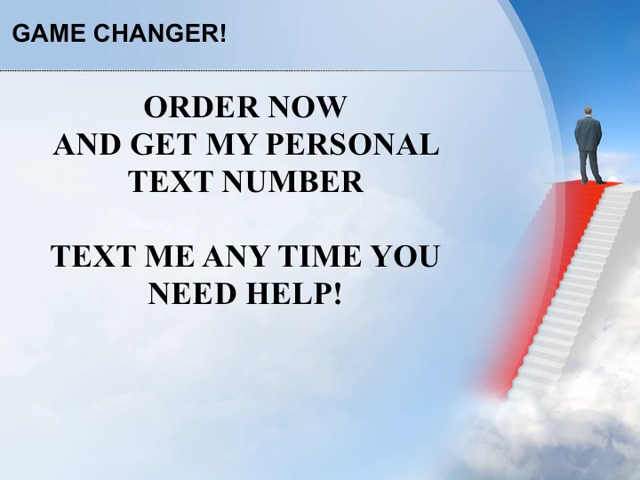 GAME CHANGER!
ORDER NOW
AND GET MY PERSONAL
TEXT NUMBER
TEXT ME ANY TIME YOU
NEED HELP!